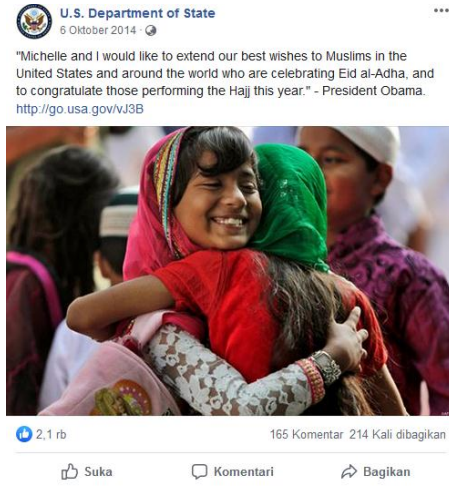 U.S. Department of State
6 Oktober 2014 ·
"Michelle and I would like to extend our best wishes to Muslims in the
United States and around the world who are celebrating Eid al-Adha, and
to congratulate those performing the Hajj this year." - President Obama.
http://go.usa.gov/vJ3B
2,1 rb
165 Komentar 214 Kali dibagikan
Suka Komentari Bagikan